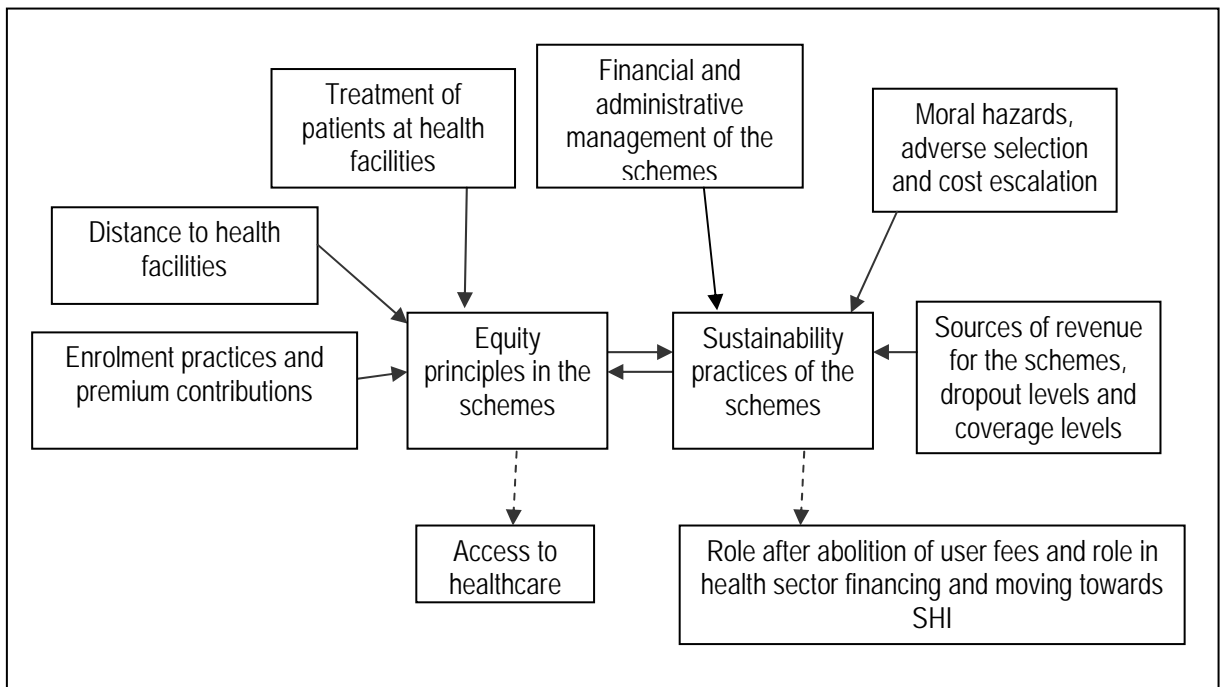 Treatment of
patients at health
facilities
Financial and
administrative
management of the
schemes
Moral hazards,
adverse selection
and cost escalation
Distance to health
facilities
Enrolment practices and
premium contributions
Equity
principles in the
schemes
Sustainability
practices of the
schemes
Sources of revenue
for the schemes,
dropout levels and
coverage levels
Access to
healthcare
Role after abolition of user fees and role in
health sector financing and moving towards
SHI